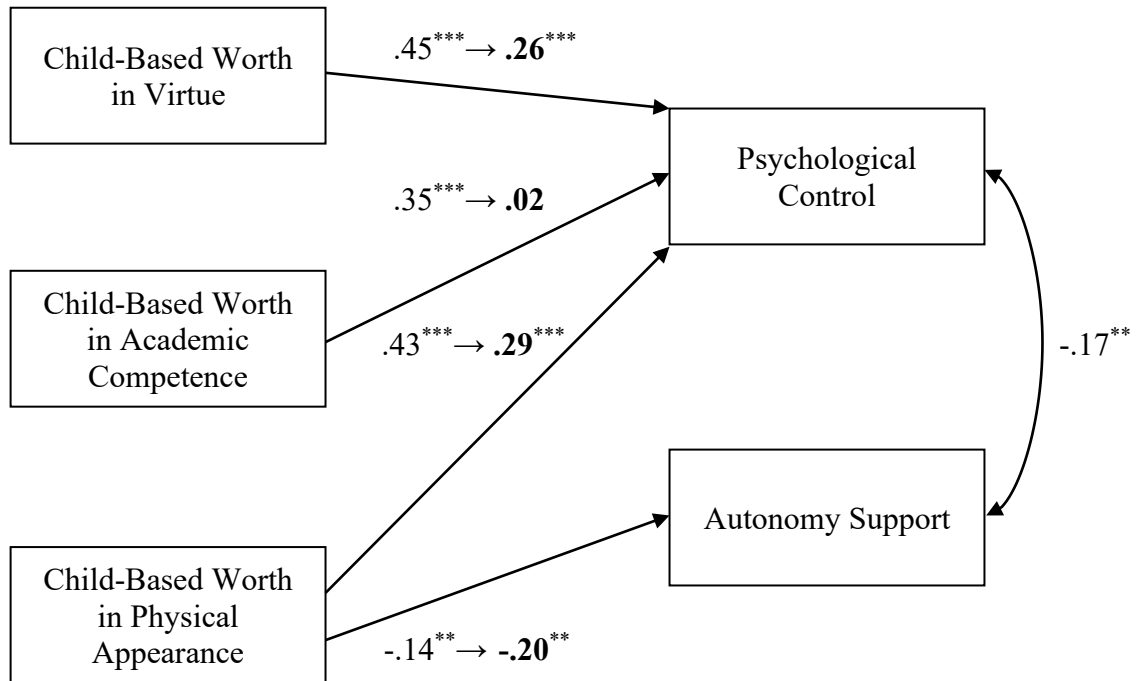 Child-Based Worth
in Virtue
.45***→ .26***
Psychological
Control
.35***→ .02
Child-Based Worth
in Academic
Competence
.43***→ .29***
-.17**
Autonomy Support
Child-Based Worth
in Physical
Appearance
-.14**→ -.20**